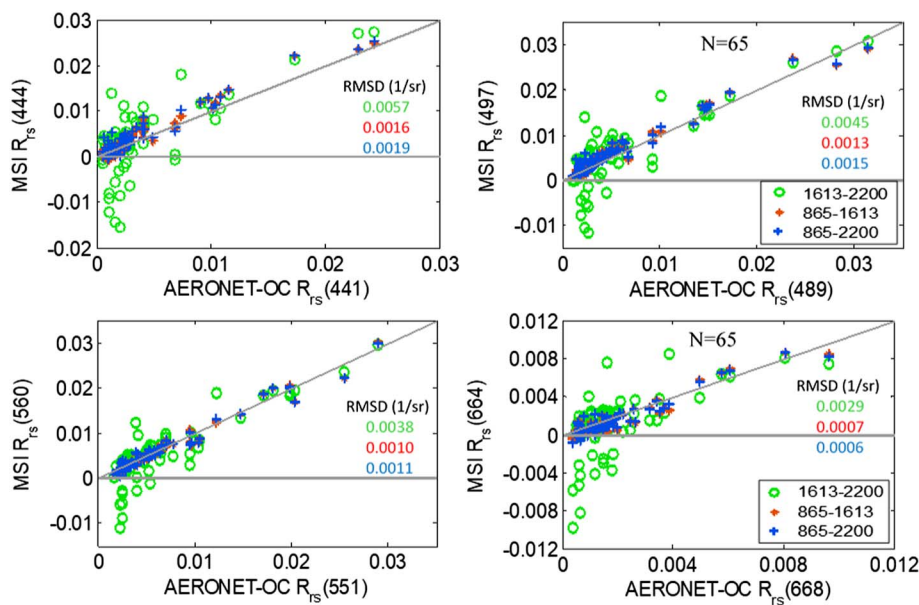 0.03
0.02
0.01
0
-0.01
-0.02
MSI Rrs(444)
RMSD (1/sr)
0.0057
0.0016
0.0019
0 0.01 0.02 0.03
AERONET-OC Rrs(441)
0.03
0.02
0.01
0
-0.01
MSI Rrs(497)
N=65
RMSD (1/sr)
0.0045
0.0013
0.0015
1613-2200
865-1613
865-2200
0 0.01 0.02 0.03
AERONET-OC Rrs(489)
0.03
0.02
0.01
0
-0.01
MSI Rrs(560)
RMSD (1/sr)
0.0038
0.0010
0.0011
0 0.01 0.02 0.03
AERONET-OC Rrs(551)
0.012
0.008
0.004
0
-0.004
-0.008
-0.012
MSI Rrs(664)
N=65
RMSD (1/sr)
0.0029
0.0007
0.0006
1613-2200
865-1613
865-2200
0 0.004 0.008 0.012
AERONET-OC Rrs(668)